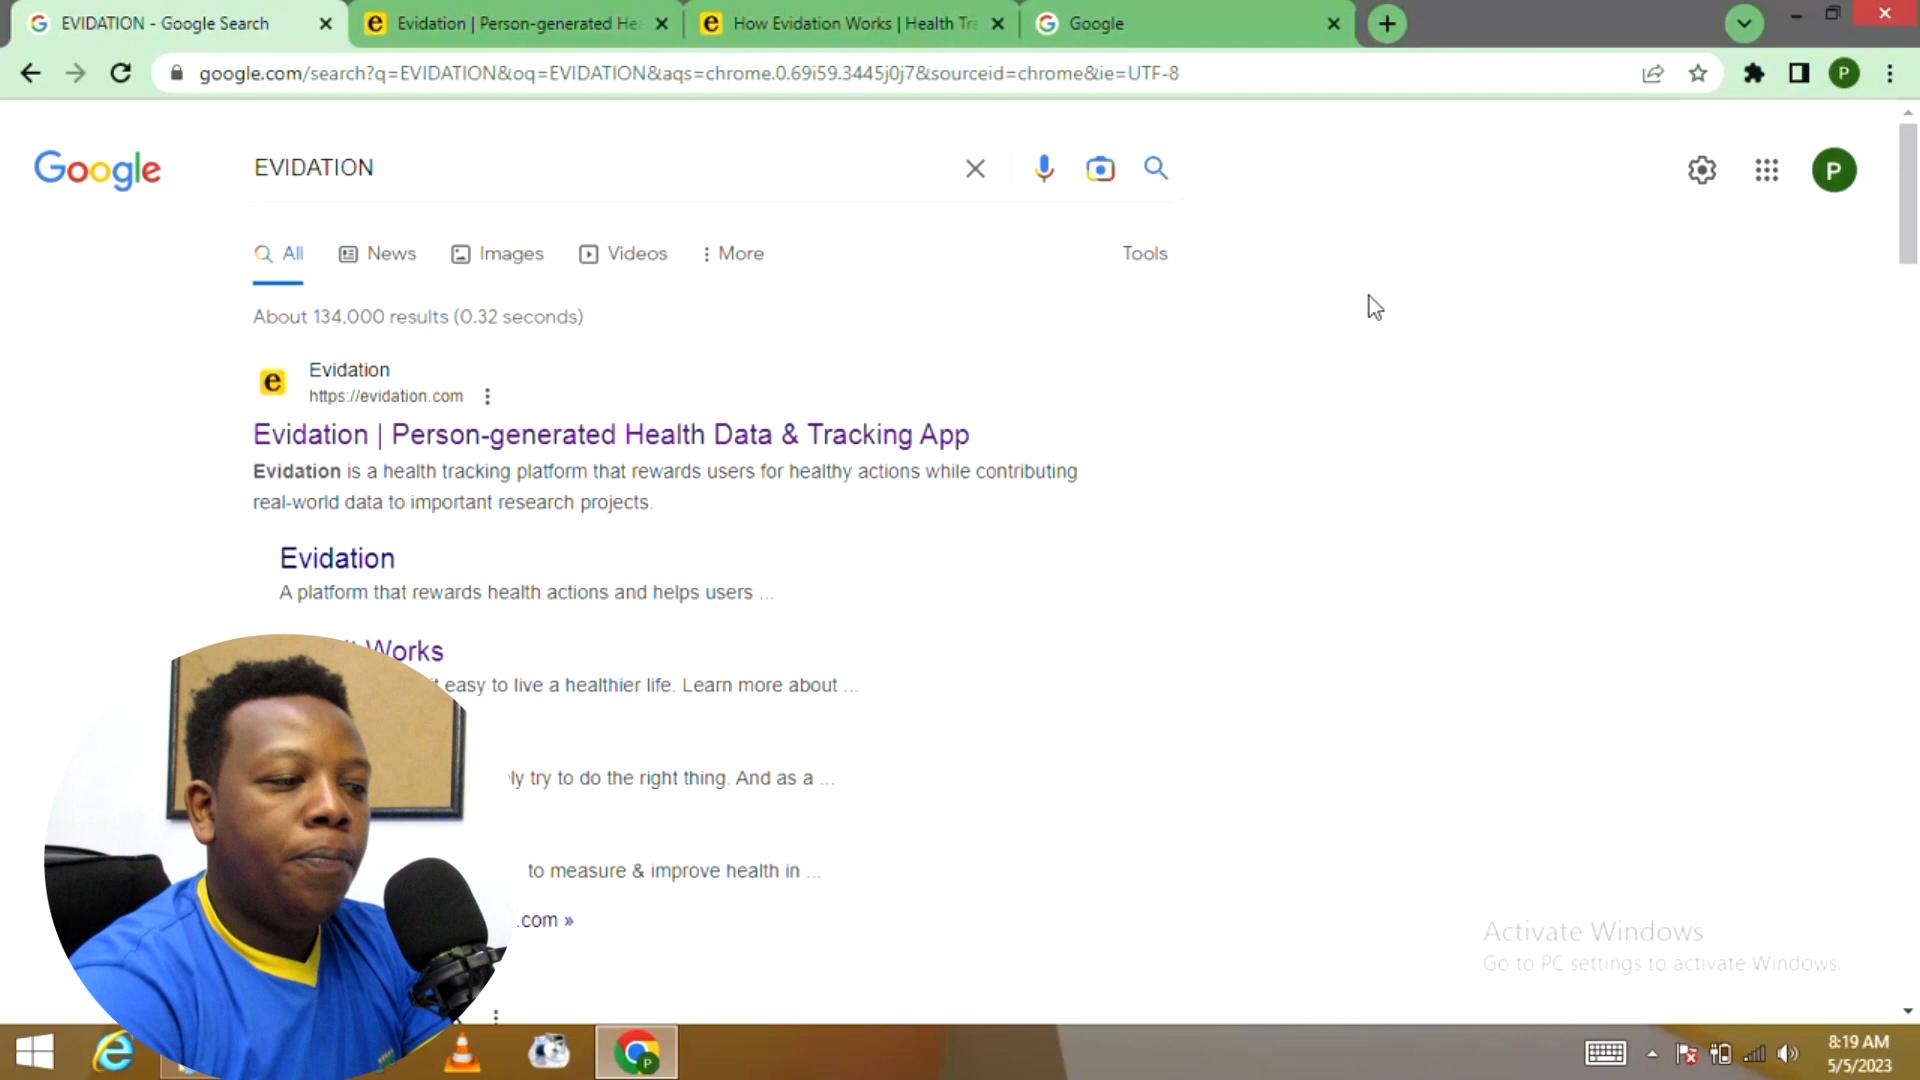 EVIDATION - Google Search
Evidation | Person-generated Hea
How Evidation Works | Health Tra
Google
google.com/search?q=EVIDATION&oq=EVIDATION&aqs=chrome.0.69i59.3445j0j7&sourceid=chrome&ie=UTF-8
P
Google
EVIDATION
P
All
News
Images
Videos
More
Tools
About 134,000 results (0.32 seconds)
e
Evidation
https://evidation.com
Evidation | Person-generated Health Data & Tracking App
Evidation is a health tracking platform that rewards users for healthy actions while contributing
real-world data to important research projects.
Evidation
A platform that rewards health actions and helps users ...
Works
easy to live a healthier life. Learn more about ...
ly try to do the right thing. And as a ...
to measure & improve health in ...
.com »
Activate Windows
Go to PC settings to activate Windows.
P
8:19 AM
5/5/2023